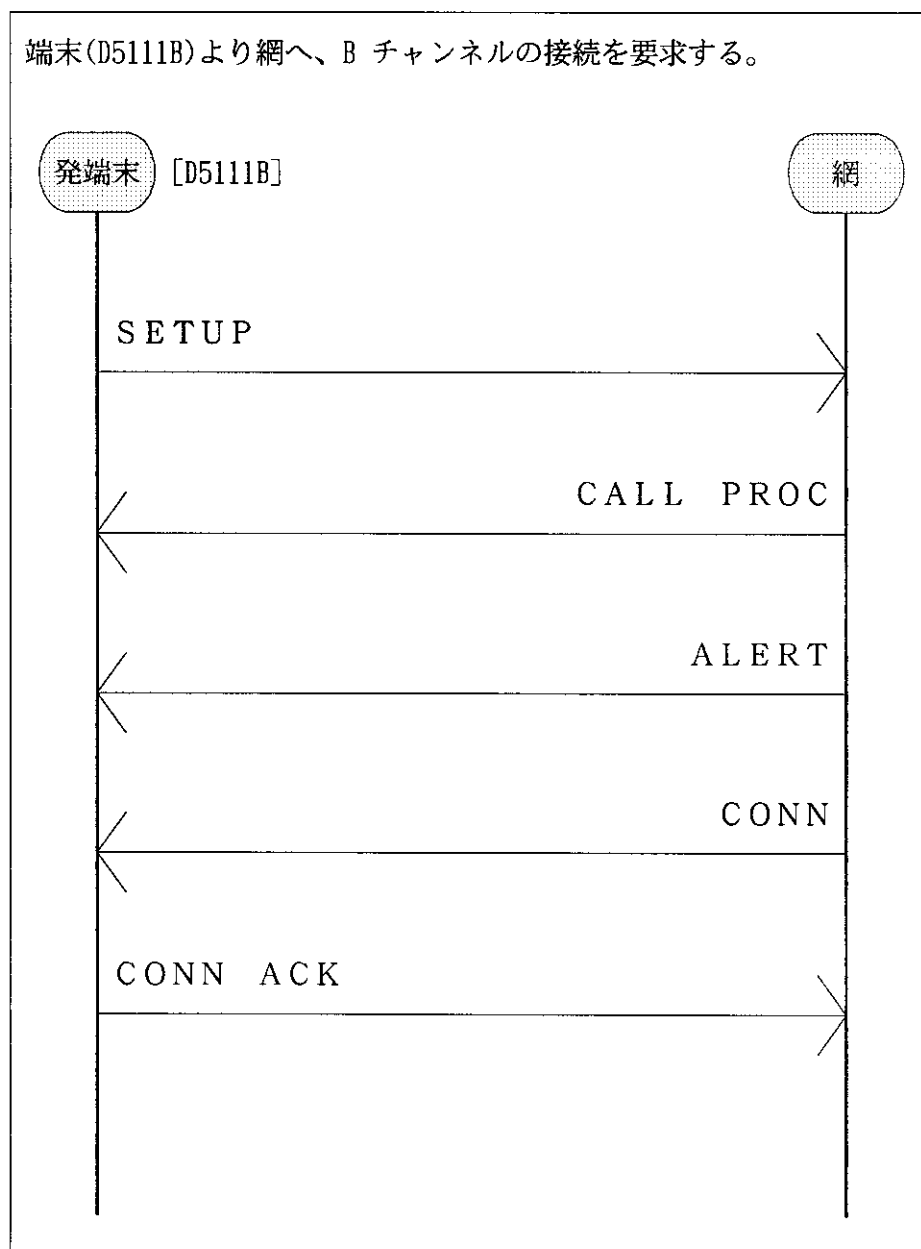 端末(D5111B)より網へ、B チャンネルの接続を要求する。
発端末 [D5111B]
網
SETUP
CALL PROC
ALERT
CONN
CONN ACK